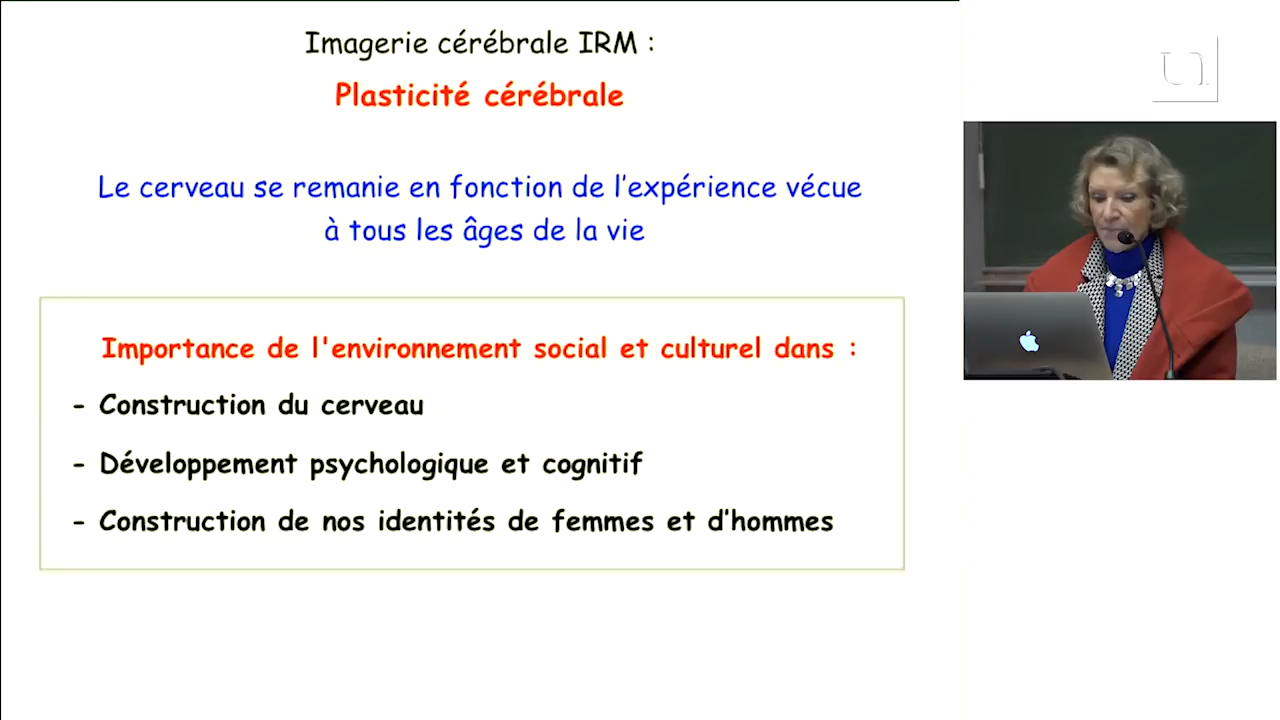 Imagerie cérébrale IRM :
Plasticité cérébrale
Le cerveau se remanie en fonction de l'expérience vécue
à tous les âges de la vie
Importance de l'environnement social et culturel dans :
- Construction du cerveau
- Développement psychologique et cognitif
- Construction de nos identités de femmes et d'hommes